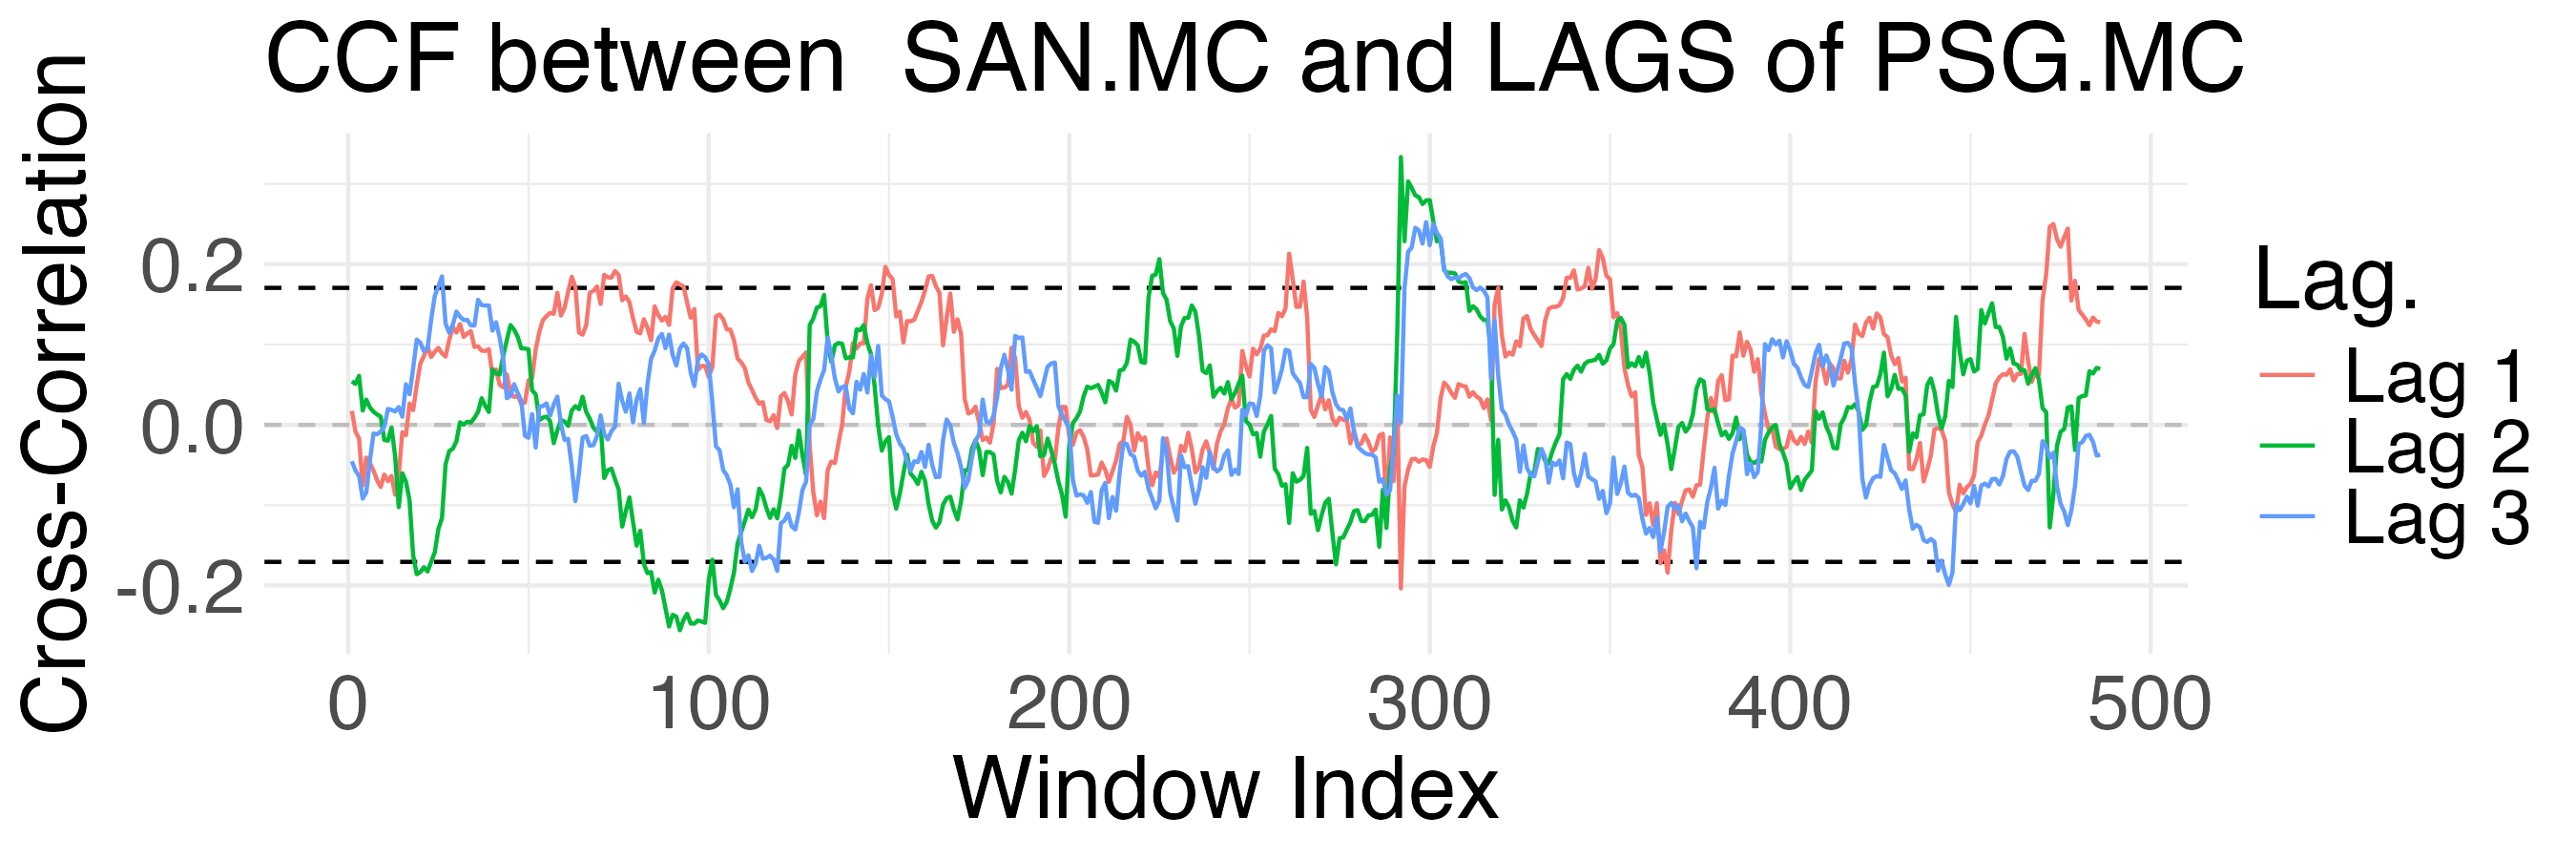 CCF between  SAN.MC and LAGS of PSG.MC
Cross-Correlation
0.2
0.0
-0.2
0 100 200 300 400 500
Window Index
Lag.
Lag 1
Lag 2
Lag 3